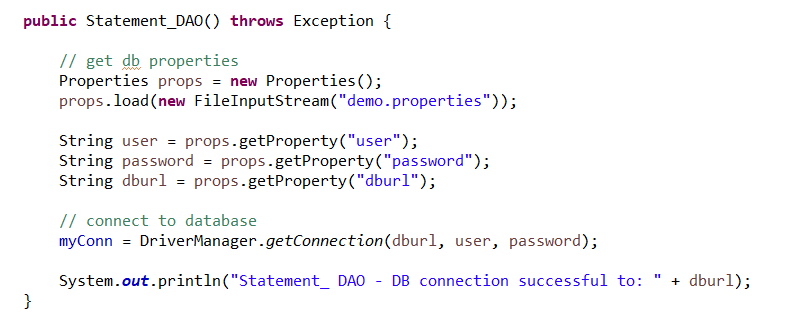 public Statement_DAO() throws Exception {
// get db properties
Properties props = new Properties();
props.load(new FileInputStream("demo.properties"));
String user = props.getProperty("user");
String password = props.getProperty("password");
String dburl = props.getProperty("dburl");
// connect to database
myConn = DriverManager.getConnection(dburl, user, password);
System.out.println("Statement_ DAO - DB connection successful to: " + dburl);
}